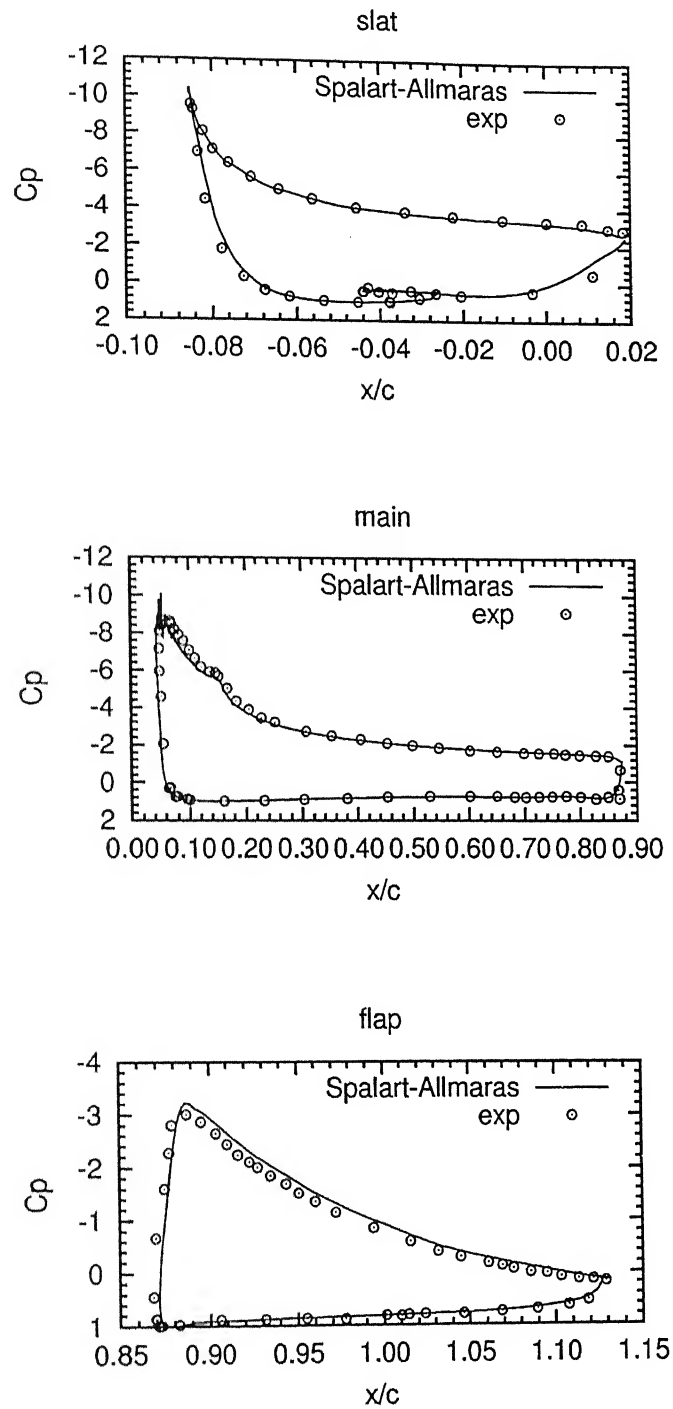 slat
-12
-10
-8
-6
-4
-2
0
2
Cp
Spalart-Allmaras
exp
-0.10 -0.08 -0.06 -0.04 -0.02 0.00 0.02
x/c
main
-12
-10
-8
-6
-4
-2
0
2
Cp
Spalart-Allmaras
exp
0.00 0.10 0.20 0.30 0.40 0.50 0.60 0.70 0.80 0.90
x/c
flap
-4
-3
-2
-1
0
1
Cp
Spalart-Allmaras
exp
0.85 0.90 0.95 1.00 1.05 1.10 1.15
x/c